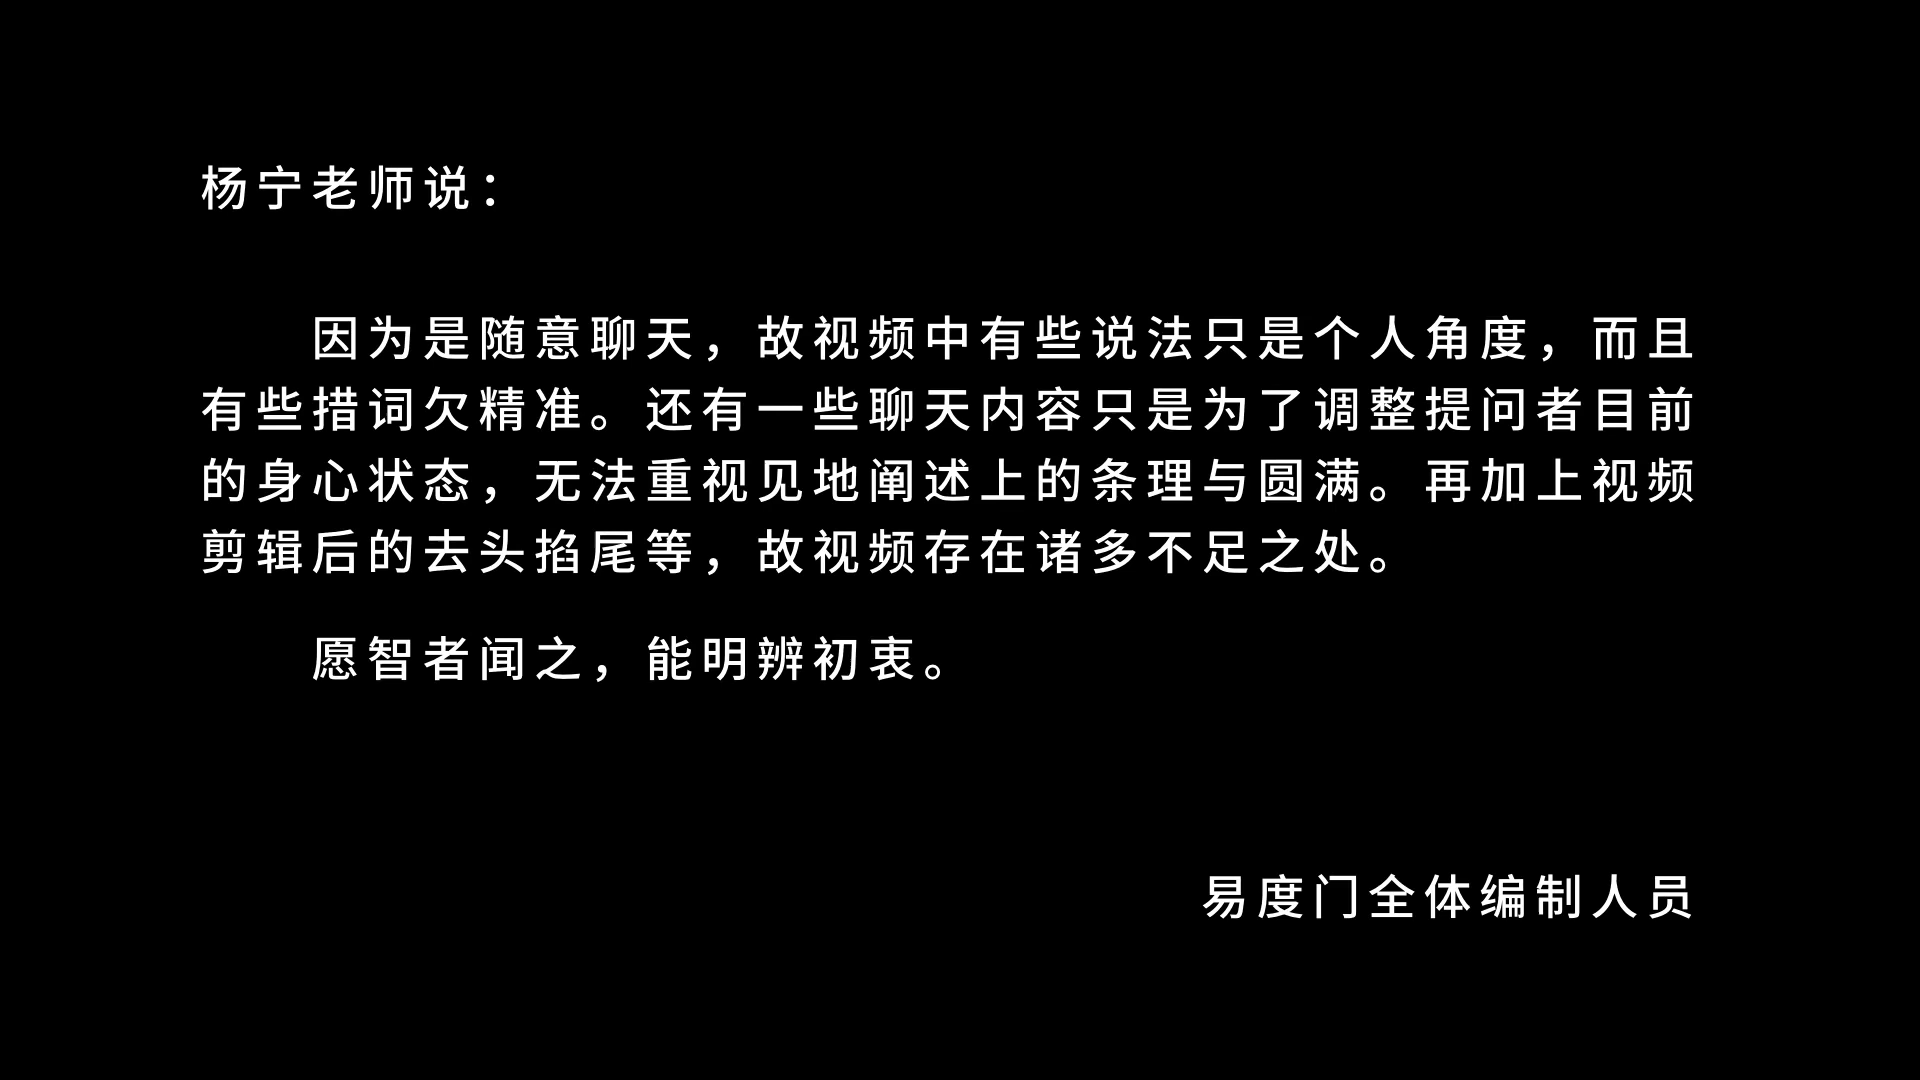 杨宁老师说：
因为是随意聊天，故视频中有些说法只是个人角度，而且
有些措词欠精准。还有一些聊天内容只是为了调整提问者目前
的身心状态，无法重视见地阐述上的条理与圆满。再加上视频
剪辑后的去头掐尾等，故视频存在诸多不足之处。
愿智者闻之，能明辨初衷。
易度门全体编制人员